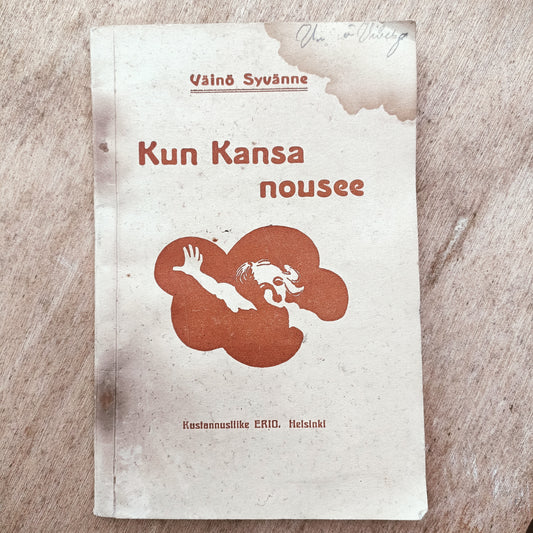 Väinö Syvänne
Kun Kansa
nousee
Kustannusliike ERIO. Helsinki